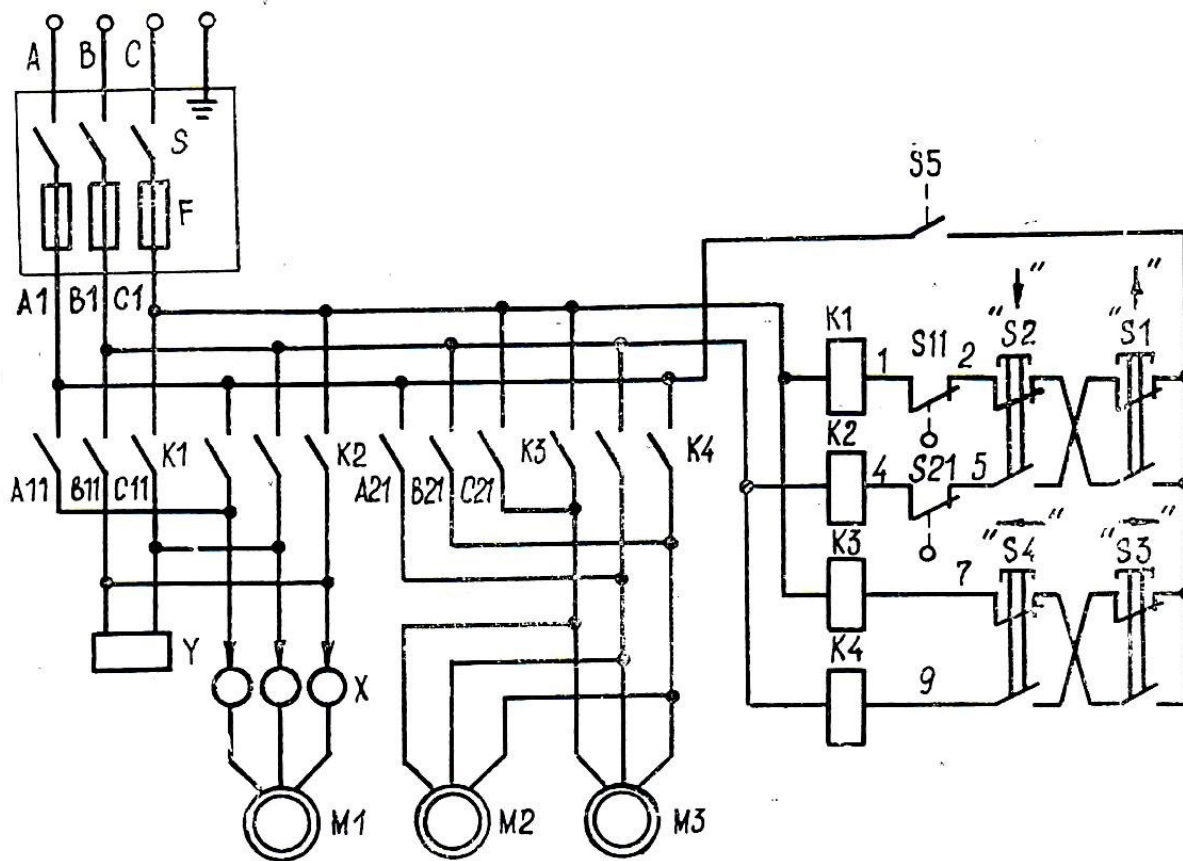 A B C
S
F
S5
A1 B1 C1
K1 S11 "S2" "S1"
1 2
K2
K1 K2 K3 K4
A11 B11 C11 A21 B21 C21
4 S21 5
K3 "S4" "S3"
7
Y X
K4
9
M1 M2 M3